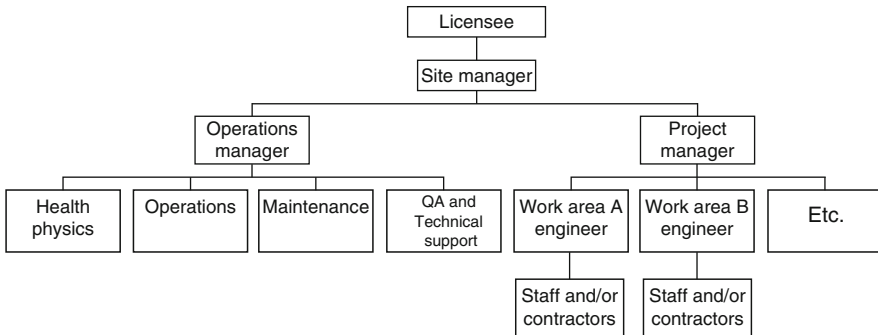 Licensee
Site manager
Operations
manager
Project
manager
Health
physics
Operations
Maintenance
QA and
Technical
support
Work area A
engineer
Work area B
engineer
Etc.
Staff and/or
contractors
Staff and/or
contractors